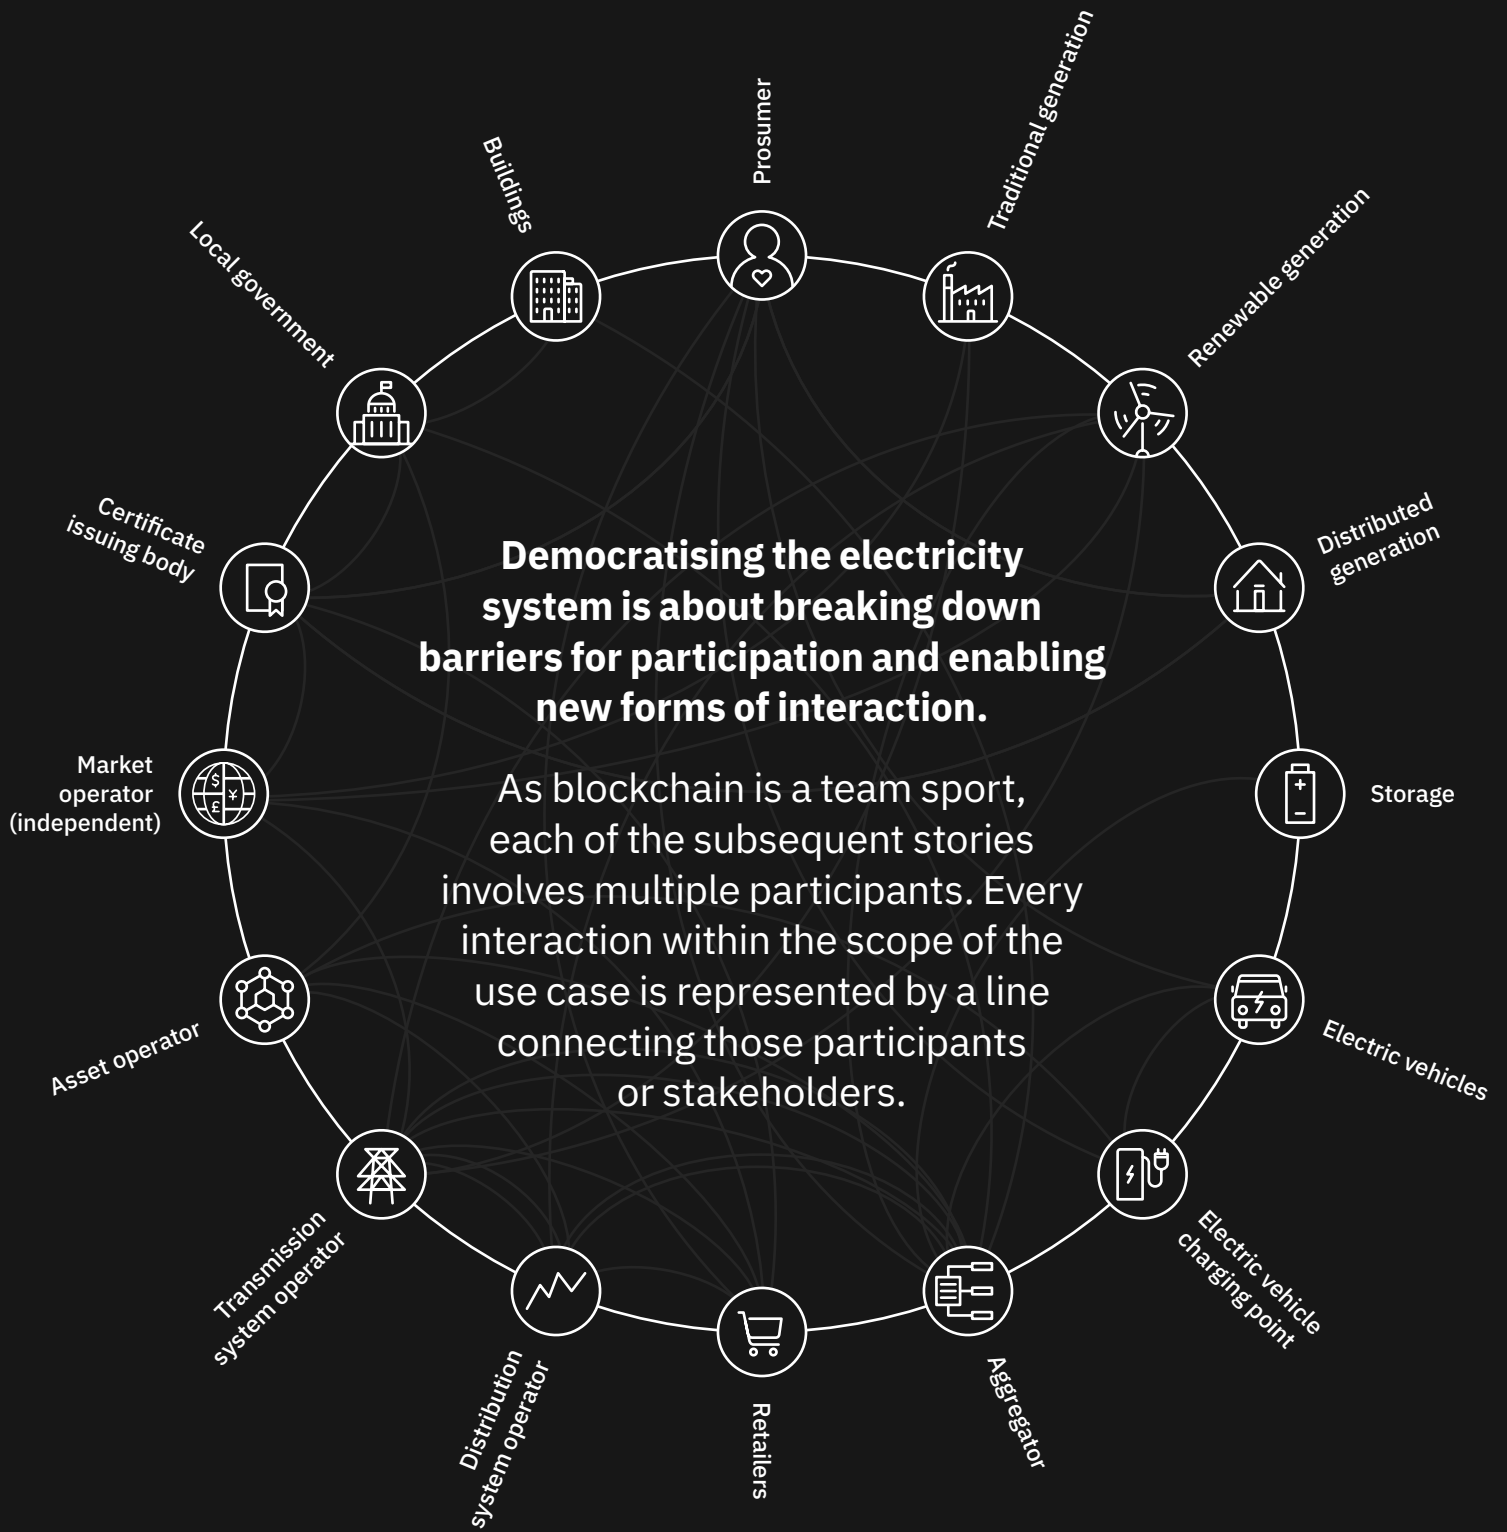 Prosumer
Traditional generation
Renewable generation
Distributed
generation
Storage
Electric vehicles
Electric vehicle
charging point
Aggregator
Retailers
Distribution
system operator
Transmission
system operator
Asset operator
Market
operator
(independent)
Certificate
issuing body
Local government
Buildings
$
¥
£
Democratising the electricity
system is about breaking down
barriers for participation and enabling
new forms of interaction.
As blockchain is a team sport,
each of the subsequent stories
involves multiple participants. Every
interaction within the scope of the
use case is represented by a line
connecting those participants
or stakeholders.